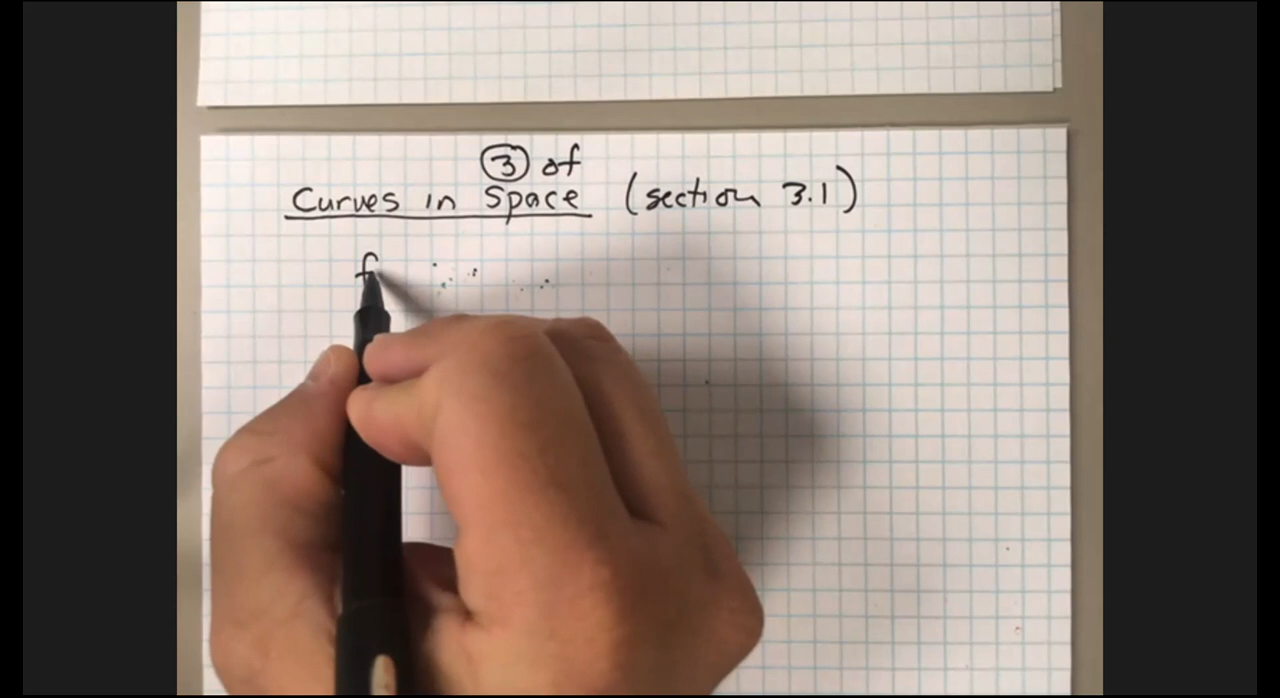 ③ of
Curves in Space (section 3.1)
f